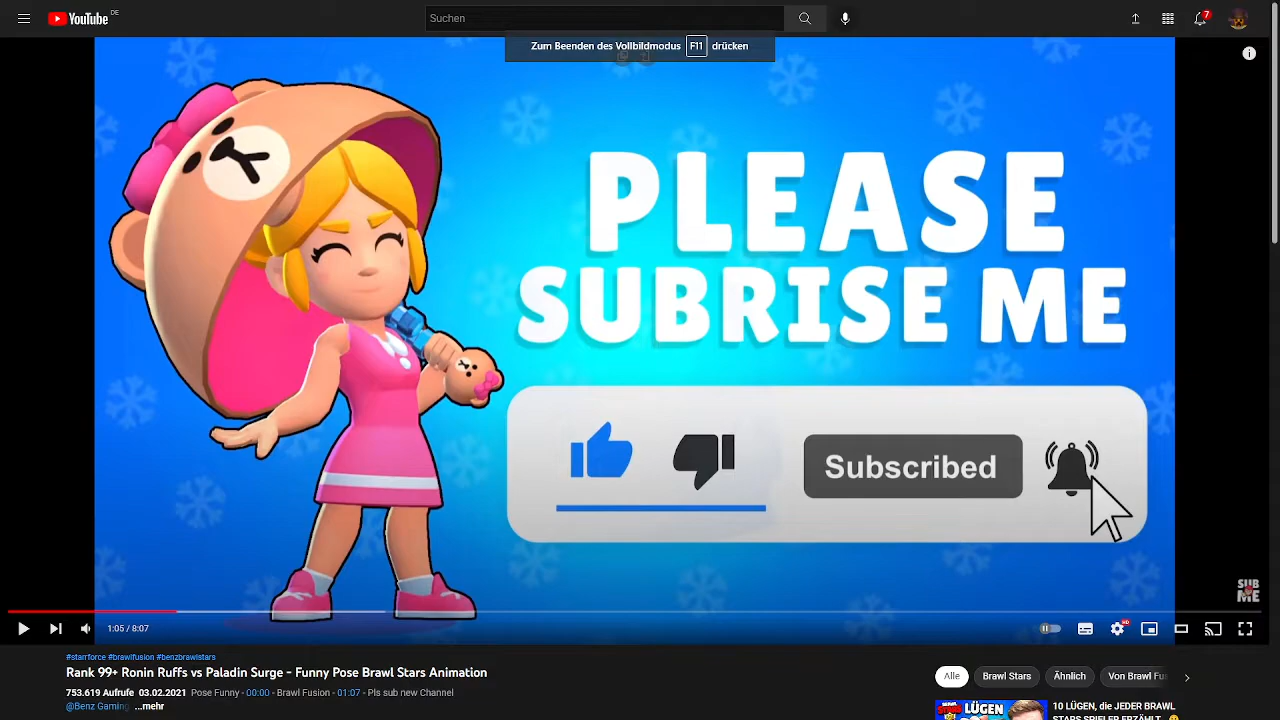 YouTube DE
Suchen
7
Zum Beenden des Vollbildmodus F11 drücken
PLEASE
SUBRISE ME
Subscribed
SUB
ME
1:05 / 8:07
HD
#starrforce #brawlfusion #benzbrawlstars
Rank 99+ Ronin Ruffs vs Paladin Surge - Funny Pose Brawl Stars Animation
753.619 Aufrufe 03.02.2021 Pose Funny - 00:00 - Brawl Fusion - 01:07 - Pls sub new Channel
@Benz Gaming ...mehr
Alle Brawl Stars Ähnlich Von Brawl Fus
LÜGEN
10 LÜGEN, die JEDER BRAWL
STARS SPIELER ERZÄHLT